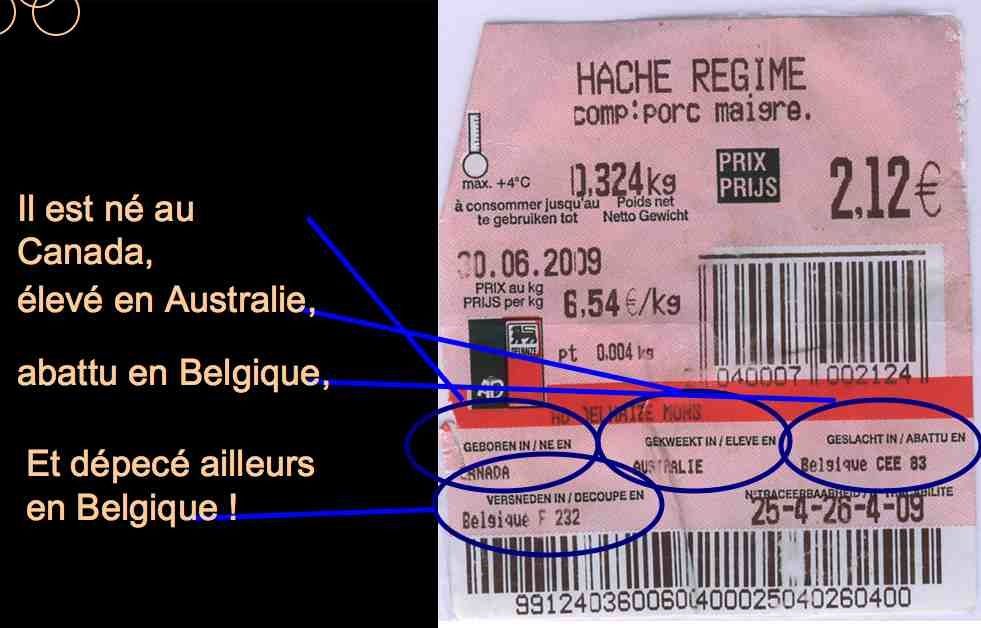 Il est né au
Canada,
élevé en Australie,
abattu en Belgique,
Et dépecé ailleurs
en Belgique !
HACHE REGIME
comp:porc maigre.
max. +4°C
0,324kg
PRIX
PRIJS
2,12€
à consommer jusqu'au
te gebruiken tot
Poids net
Netto Gewicht
30.06.2009
PRIX au kg
PRIJS per kg
6,54 €/kg
pt 0.004 kg
AD
2 040007 002124
AD DELHAIZE MONS
GEBOREN IN / NE EN
CANADA
GEKWEEKT IN / ELEVE EN
AUSTRALIE
GESLACHT IN / ABATTU EN
Belgique CEE 83
VERSNEDEN IN / DECOUPE EN
Belgique F 232
N°TRACEERBAARHEID /
25-4-26-4-09